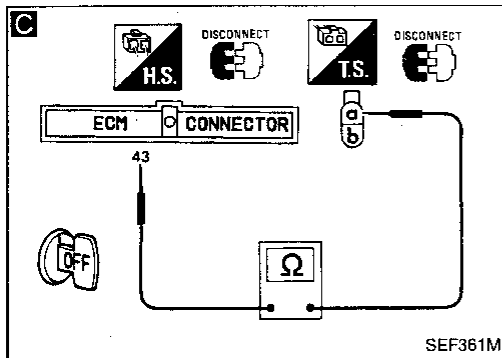 C
DISCONNECT
DISCONNECT
H.S.
T.S.
ECM CONNECTOR
a
b
43
OFF
Ω
SEF361M